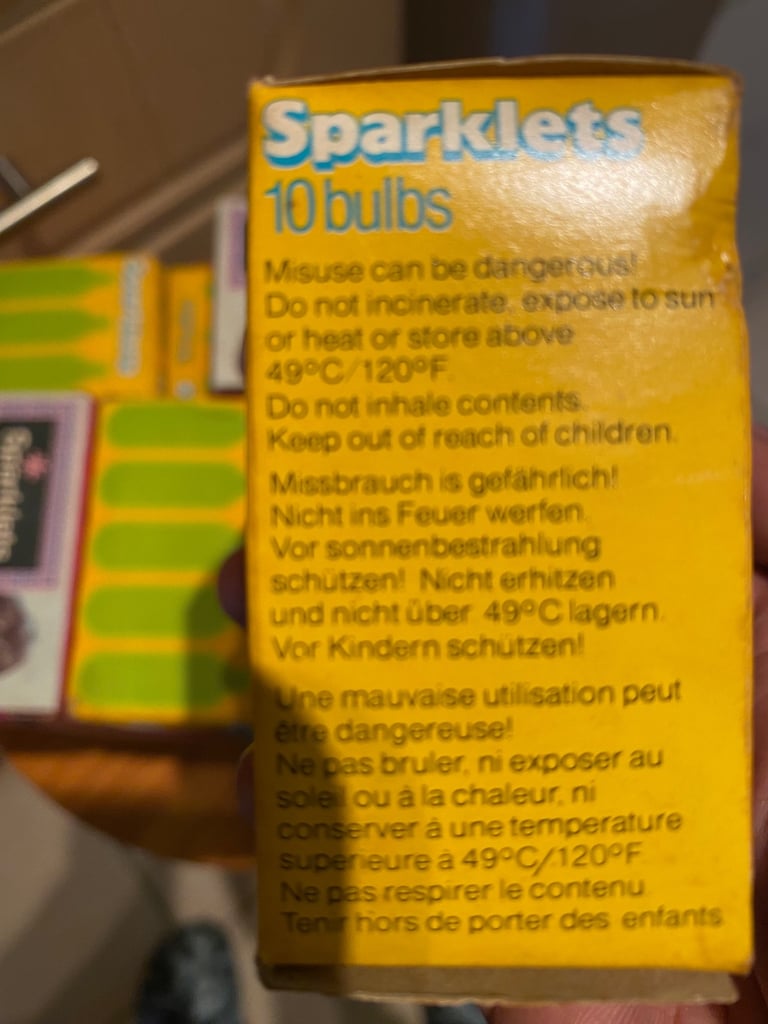 Sparklets
10 bulbs
Misuse can be dangerous!
Do not incinerate, expose to sun
or heat or store above
49°C/120°F.
Do not inhale contents.
Keep out of reach of children.
Missbrauch is gefährlich!
Nicht ins Feuer werfen.
Vor sonnenbestrahlung
schützen! Nicht erhitzen
und nicht über 49°C lagern.
Vor Kindern schützen!
Une mauvaise utilisation peut
être dangereuse!
Ne pas bruler, ni exposer au
soleil ou à la chaleur, ni
conserver à une temperature
superieure à 49°C/120°F
Ne pas respirer le contenu.
Tenir hors de porter des enfants
Sparklets
Sparklets